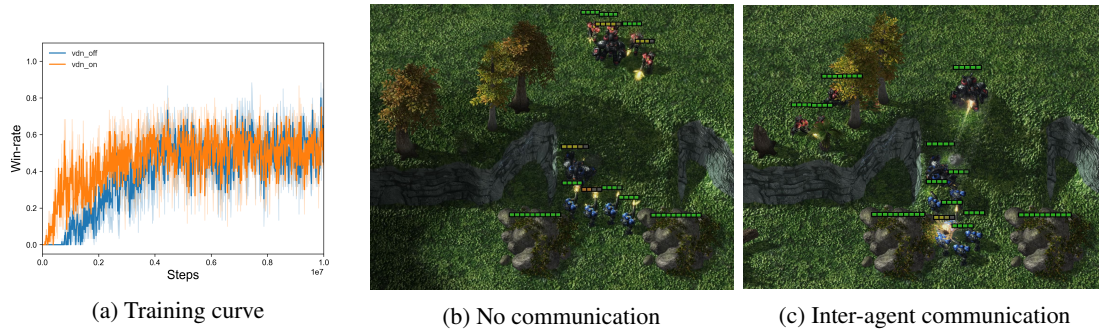 vdn_off
vdn_on
1.0
0.8
0.6
0.4
0.2
0.0
Win-rate
0.0 0.2 0.4 0.6 0.8 1.0
1e7
Steps
(a) Training curve
(b) No communication
(c) Inter-agent communication